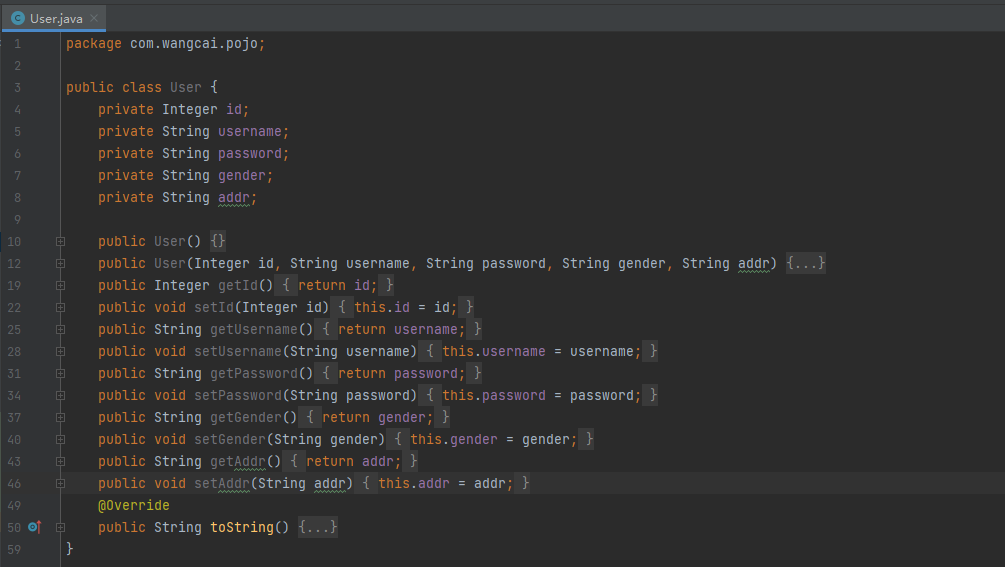 User.java
1 package com.wangcai.pojo;
2
3 public class User {
4 private Integer id;
5 private String username;
6 private String password;
7 private String gender;
8 private String addr;
9
10 public User() {}
12 public User(Integer id, String username, String password, String gender, String addr) {...}
19 public Integer getId() { return id; }
22 public void setId(Integer id) { this.id = id; }
25 public String getUsername() { return username; }
28 public void setUsername(String username) { this.username = username; }
31 public String getPassword() { return password; }
34 public void setPassword(String password) { this.password = password; }
37 public String getGender() { return gender; }
40 public void setGender(String gender) { this.gender = gender; }
43 public String getAddr() { return addr; }
46 public void setAddr(String addr) { this.addr = addr; }
49 @Override
50 public String toString() {...}
59 }